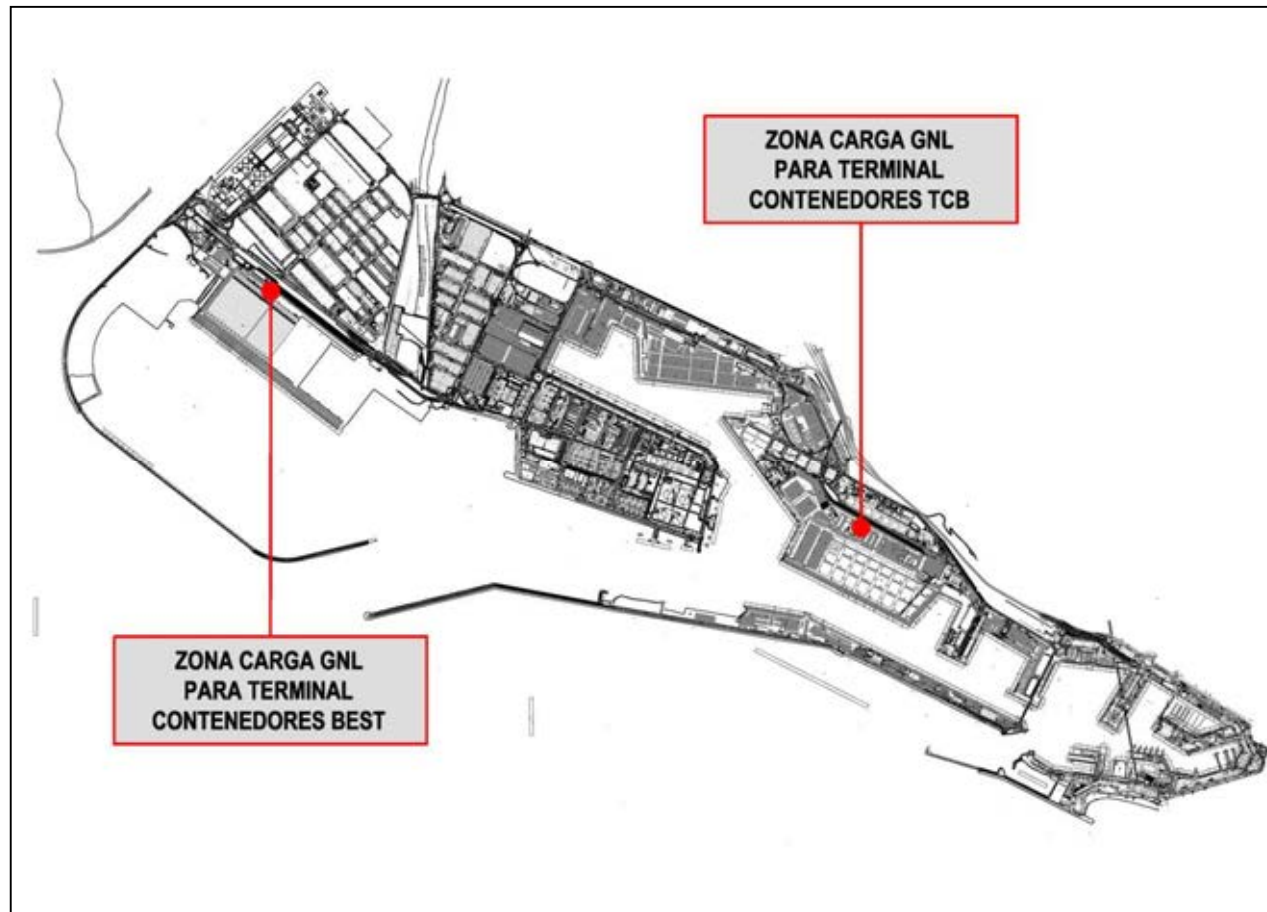 ZONA CARGA GNL
PARA TERMINAL
CONTENEDORES TCB
ZONA CARGA GNL
PARA TERMINAL
CONTENEDORES BEST